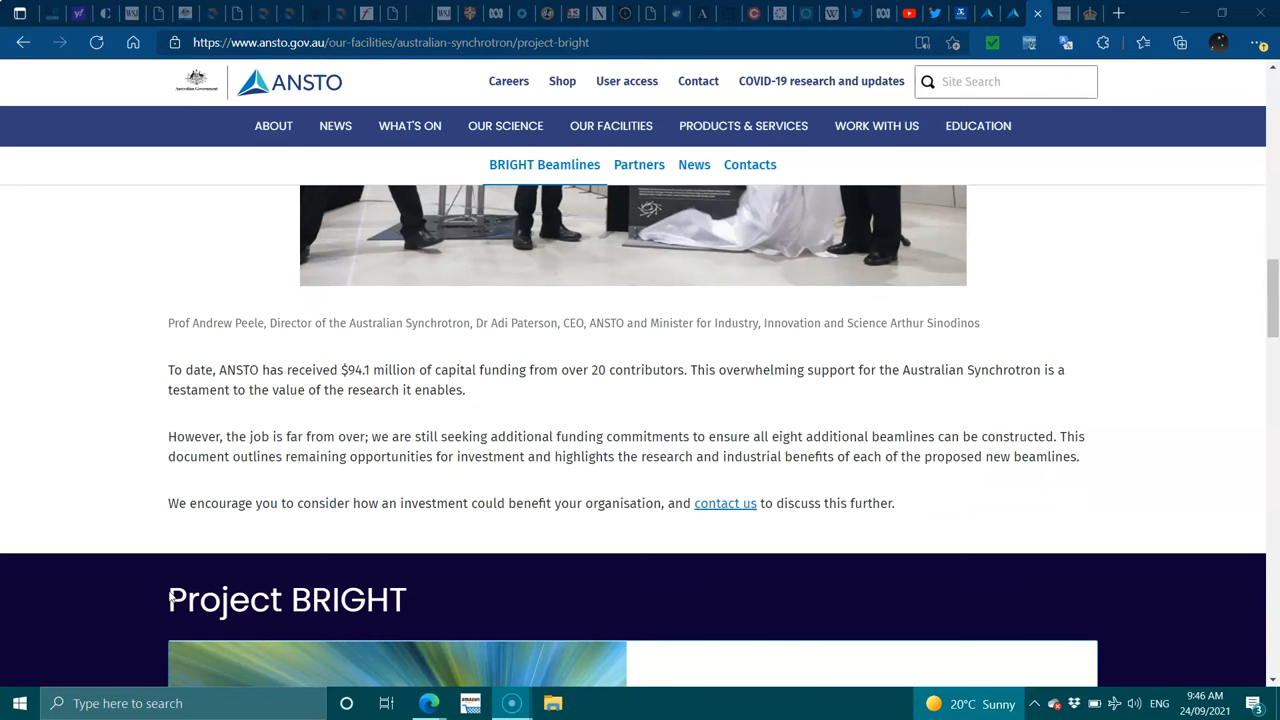 https://www.ansto.gov.au/our-facilities/australian-synchrotron/project-bright
Australian Government
ANSTO
Careers Shop User access Contact COVID-19 research and updates Site Search
ABOUT NEWS WHAT'S ON OUR SCIENCE OUR FACILITIES PRODUCTS & SERVICES WORK WITH US EDUCATION
BRIGHT Beamlines Partners News Contacts
Prof Andrew Peele, Director of the Australian Synchrotron, Dr Adi Paterson, CEO, ANSTO and Minister for Industry, Innovation and Science Arthur Sinodinos
To date, ANSTO has received $94.1 million of capital funding from over 20 contributors. This overwhelming support for the Australian Synchrotron is a
testament to the value of the research it enables.
However, the job is far from over; we are still seeking additional funding commitments to ensure all eight additional beamlines can be constructed. This
document outlines remaining opportunities for investment and highlights the research and industrial benefits of each of the proposed new beamlines.
We encourage you to consider how an investment could benefit your organisation, and contact us to discuss this further.
Project BRIGHT
Type here to search
amazon
20°C Sunny
ENG
9:46 AM
24/09/2021
3